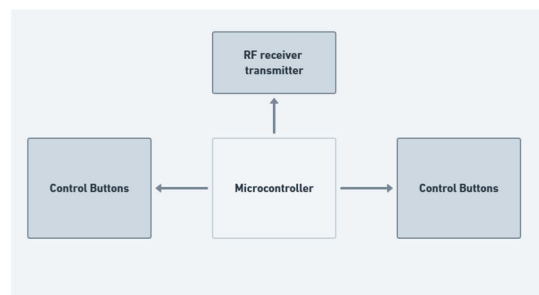 RF receiver
transmitter
Control Buttons
Microcontroller
Control Buttons